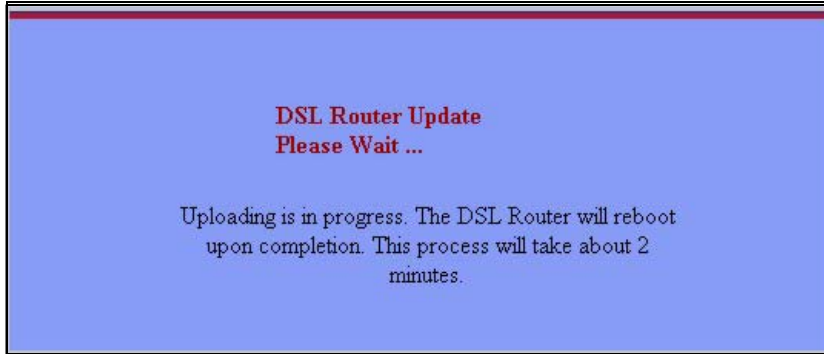 DSL Router Update
Please Wait ...
Uploading is in progress. The DSL Router will reboot
upon completion. This process will take about 2
minutes.